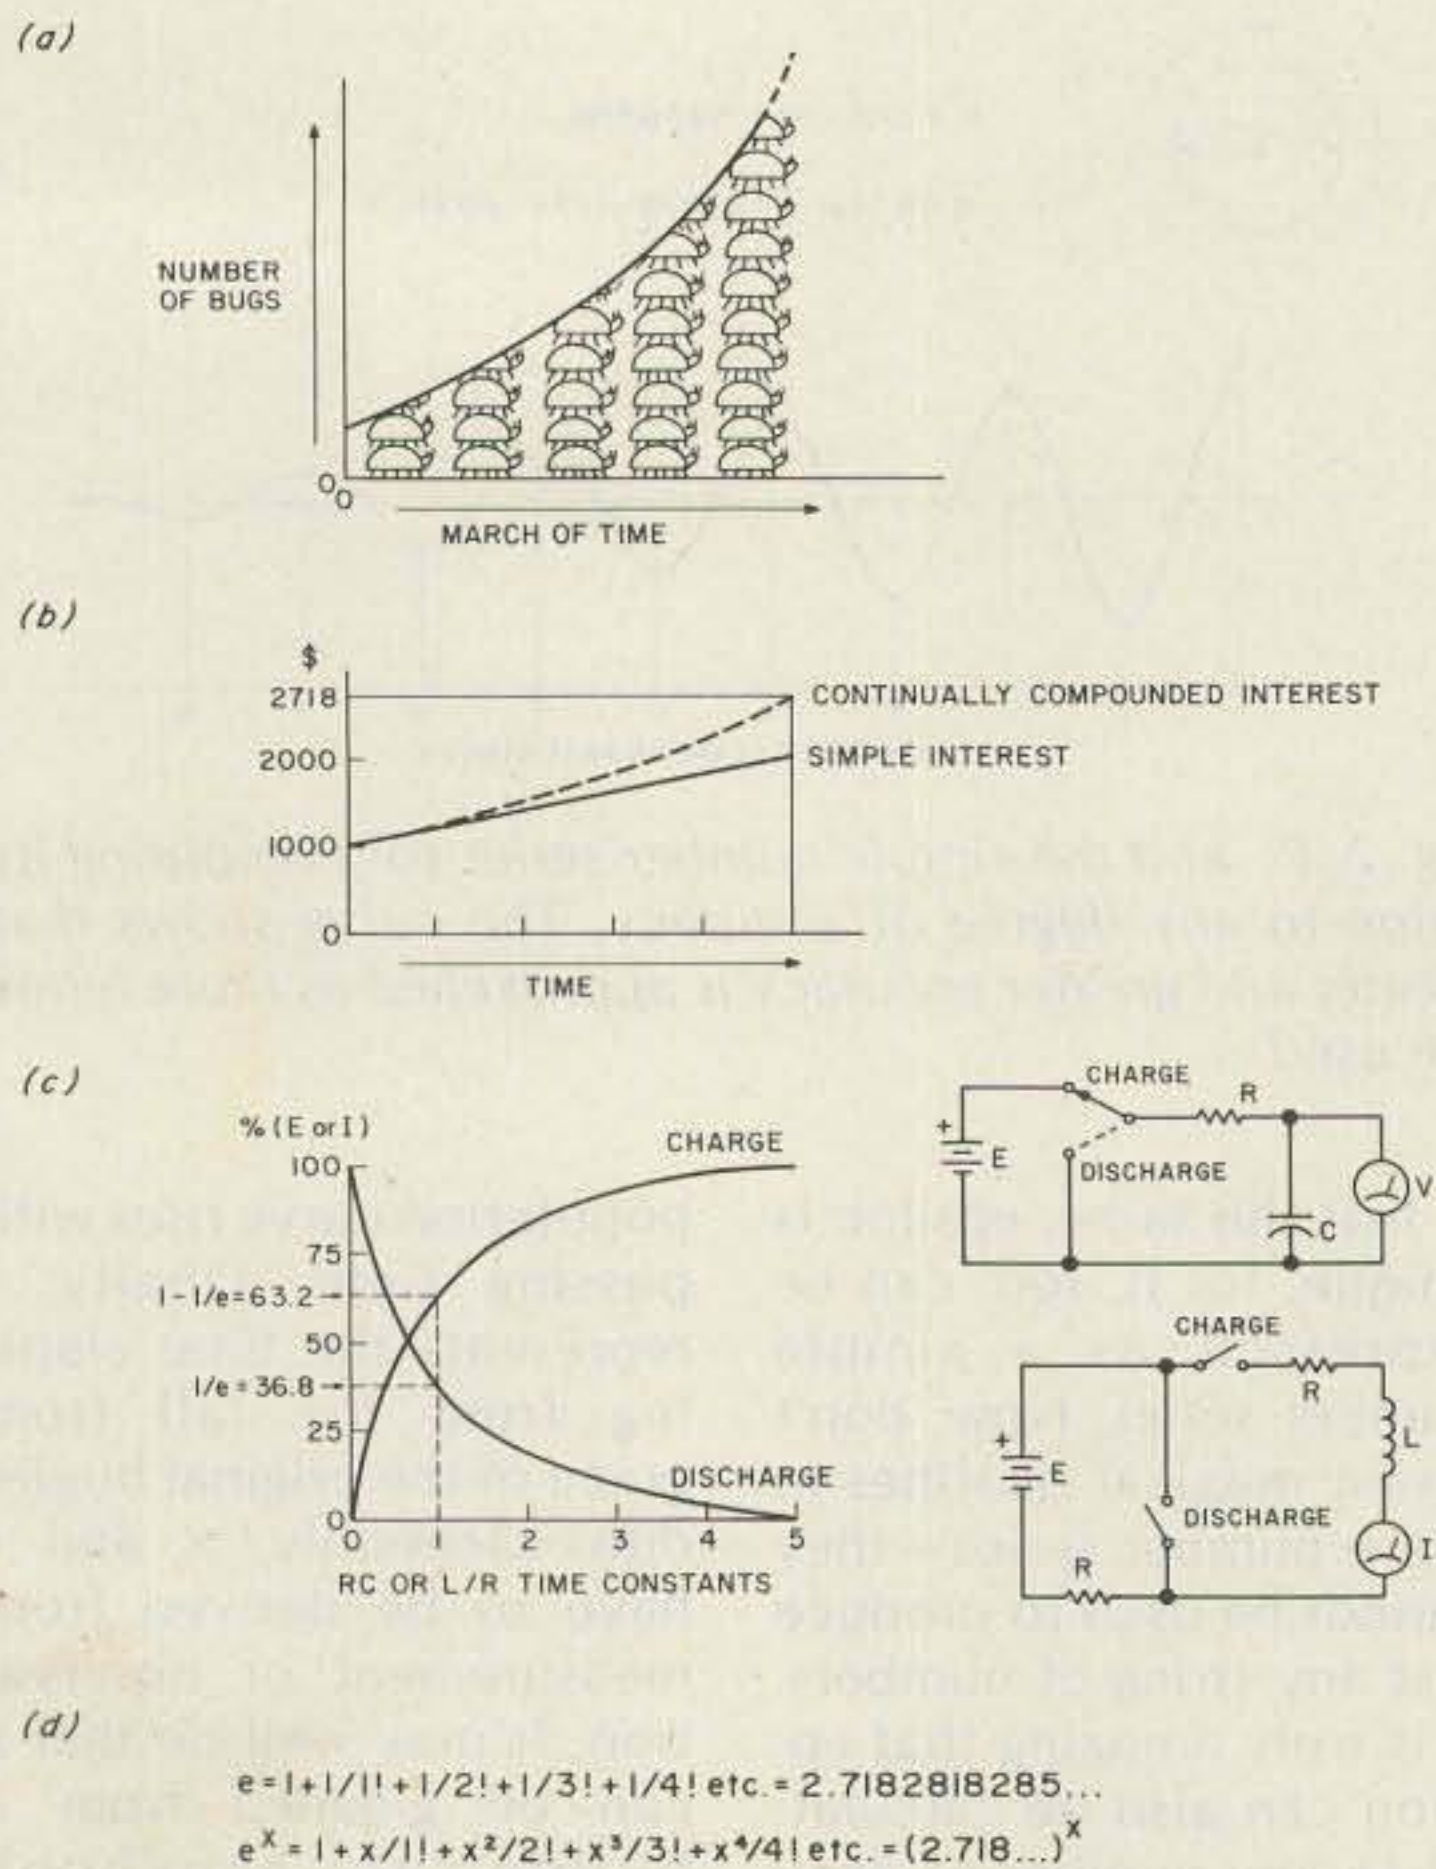 (a)
NUMBER
OF BUGS
0
0
MARCH OF TIME
(b)
$
2718
CONTINUALLY COMPOUNDED INTEREST
2000
SIMPLE INTEREST
1000
0
TIME
(c)
% (E or I)
100
CHARGE
75
1-1/e=63.2
50
1/e=36.8
25
DISCHARGE
0
0 1 2 3 4 5
RC OR L/R TIME CONSTANTS
CHARGE
R
+
E
DISCHARGE
V
C
CHARGE
R
L
+
E
DISCHARGE
I
R
(d)
e=1+1/1!+1/2!+1/3!+1/4! etc.=2.7182818285...
eˣ=1+x/1!+x²/2!+x³/3!+x⁴/4! etc.=(2.718...)ˣ